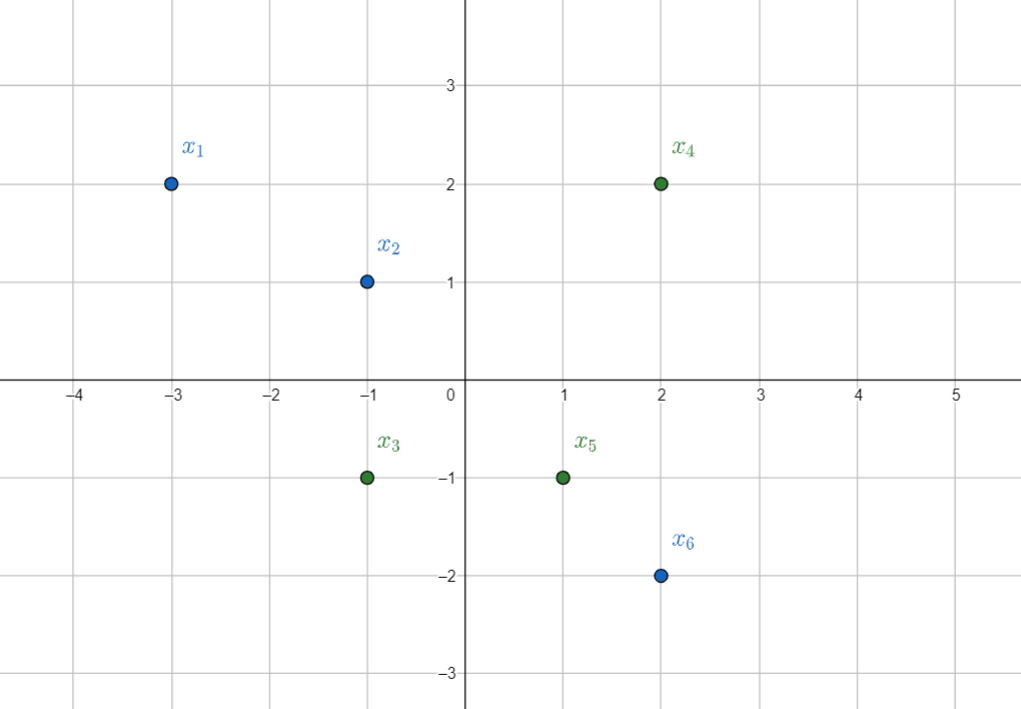 3
x₁
x₄
2
x₂
1
–4 –3 –2 –1 0 1 2 3 4 5
x₃
x₅
–1
x₆
–2
–3